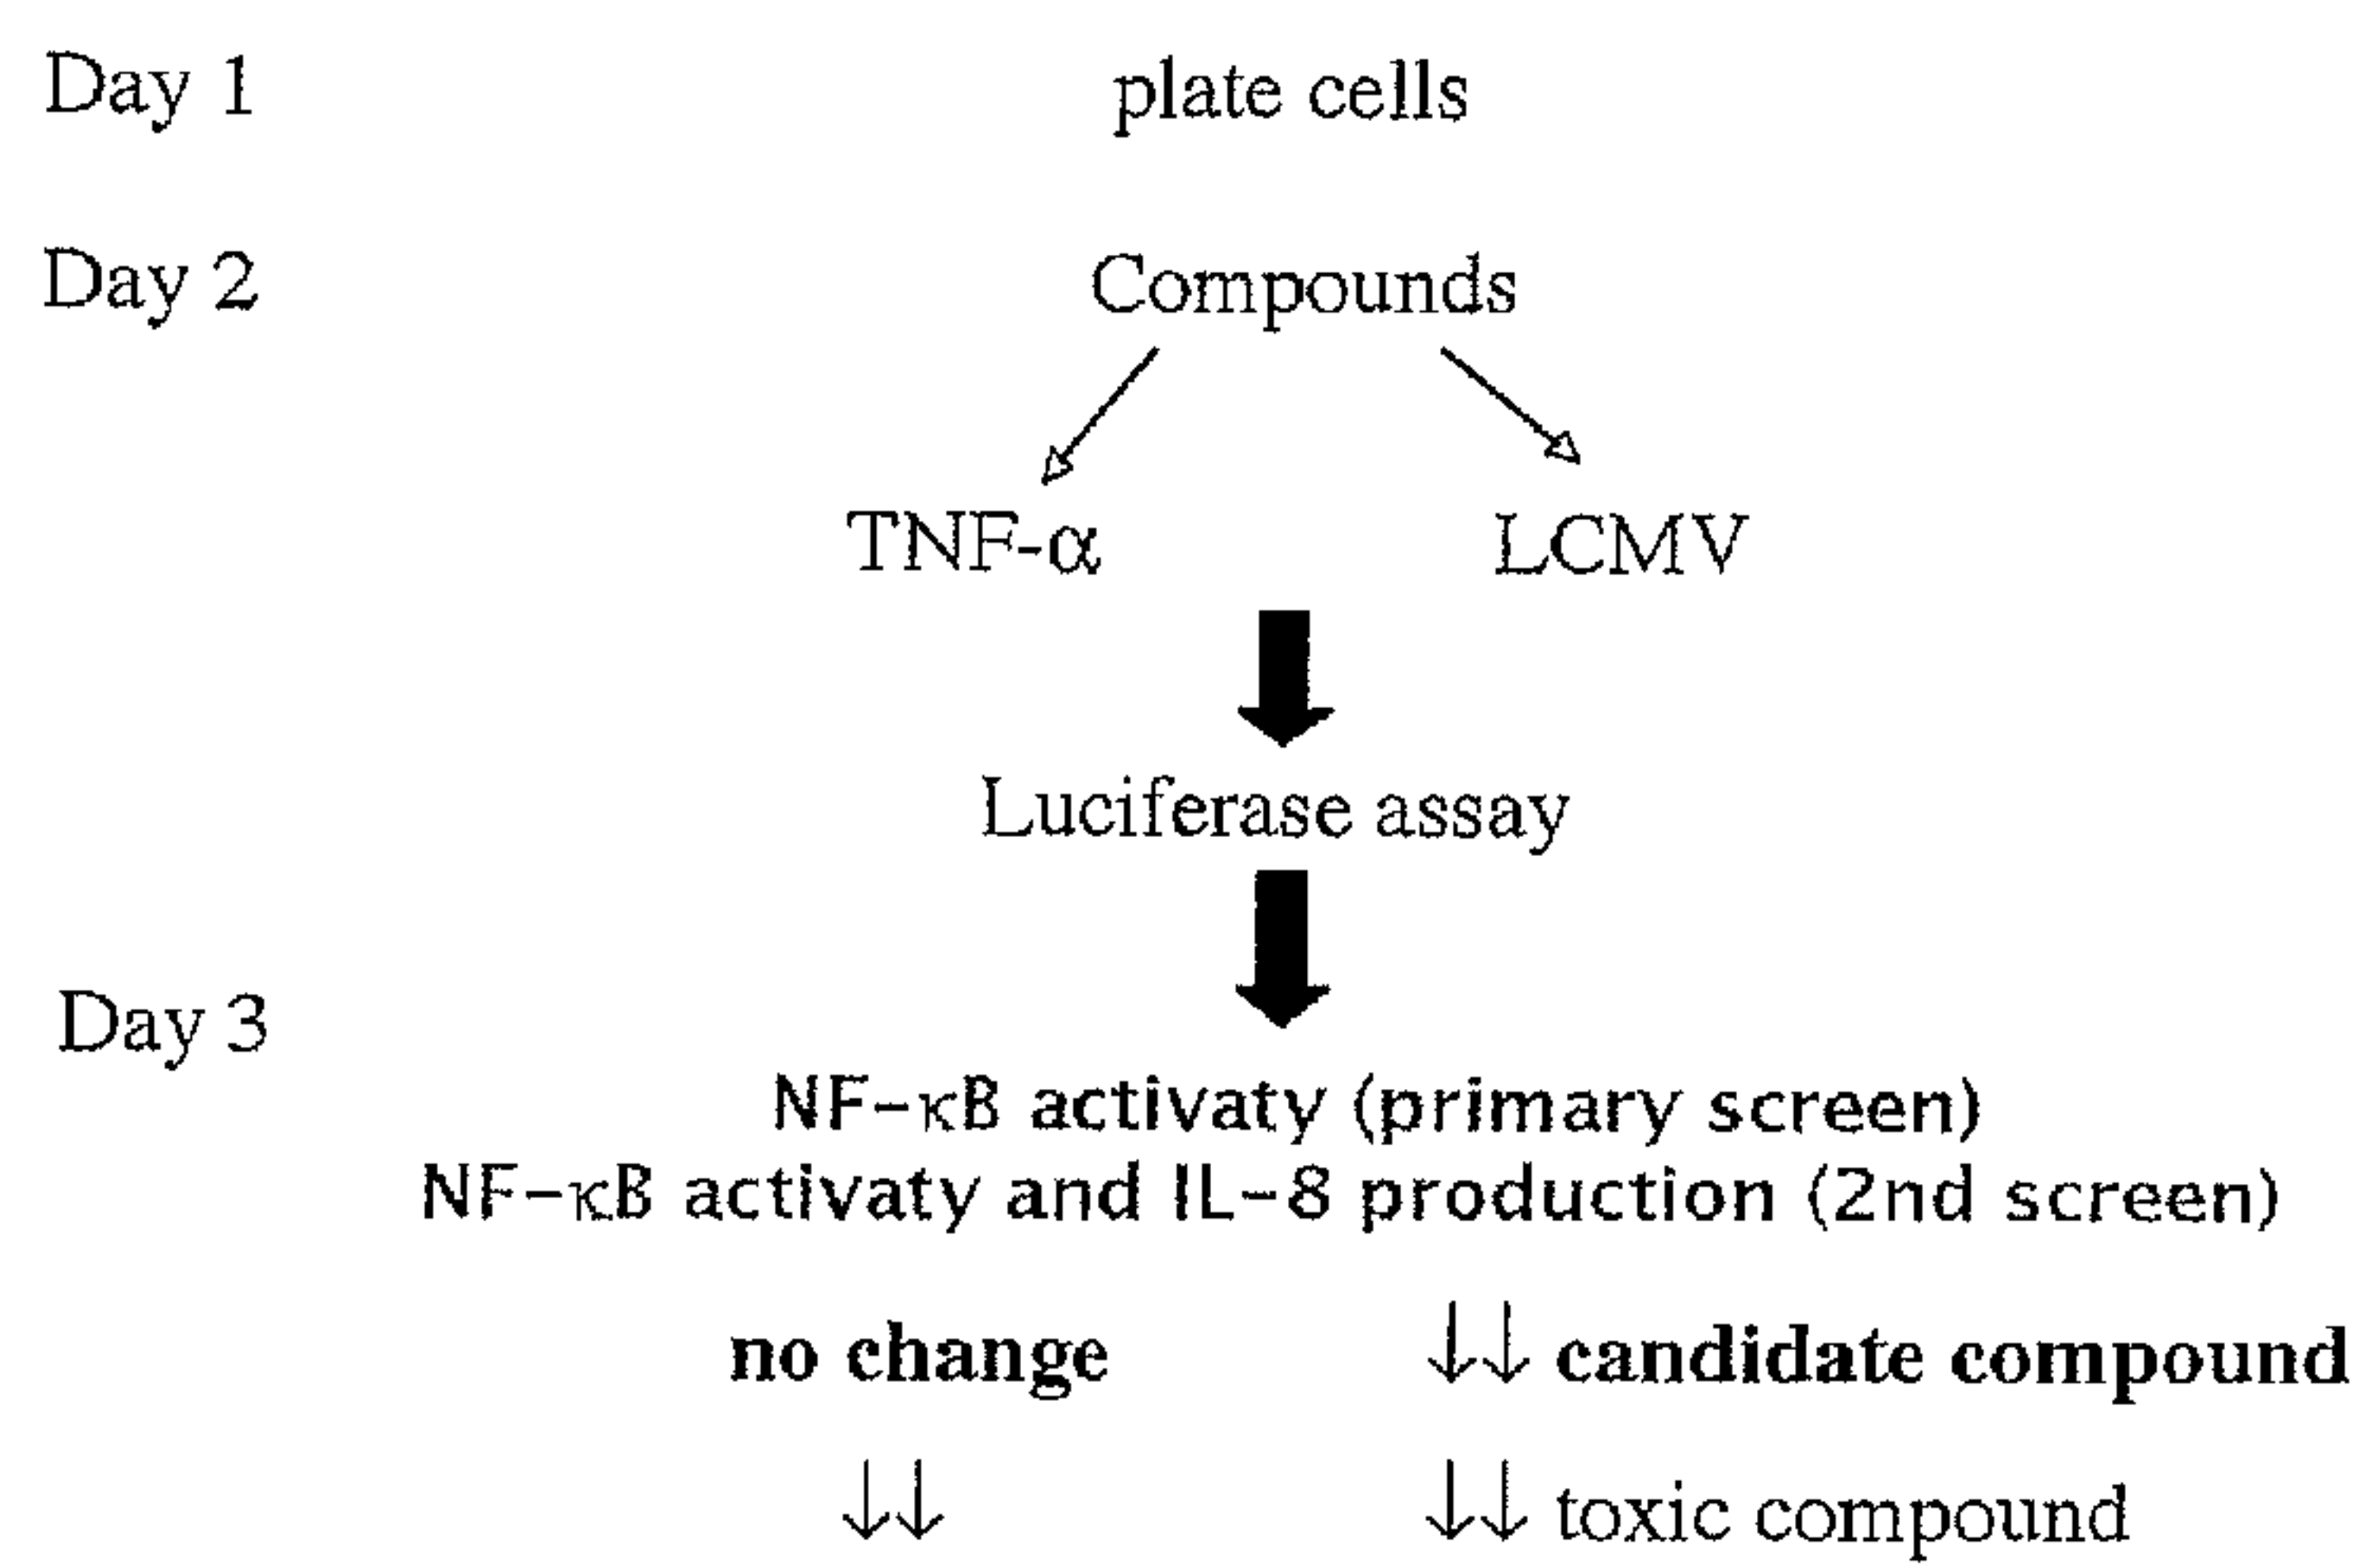 Day 1 plate cells
Day 2 Compounds
TNF-α LCMV
Luciferase assay
Day 3
NF-κB activaty (primary screen)
NF-κB activaty and IL-8 production (2nd screen)
no change ↓↓ candidate compound
↓↓ ↓↓ toxic compound